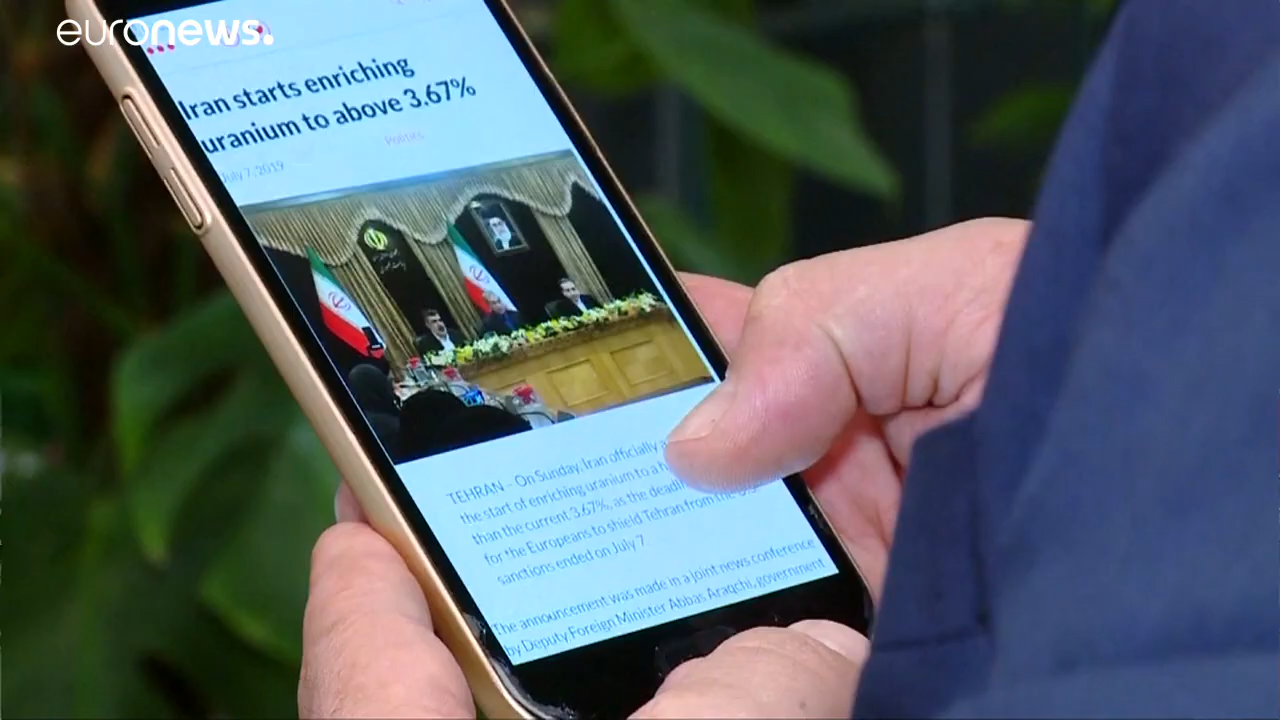 euronews.
Iran starts enriching
uranium to above 3.67%
Politics
July 7, 2019
TEHRAN – On Sunday, Iran officially a
the start of enriching uranium to a h
than the current 3.67%, as the deadli
for the Europeans to shield Tehran from the
sanctions ended on July 7
The announcement was made in a joint news conference
by Deputy Foreign Minister Abbas Araqchi, government